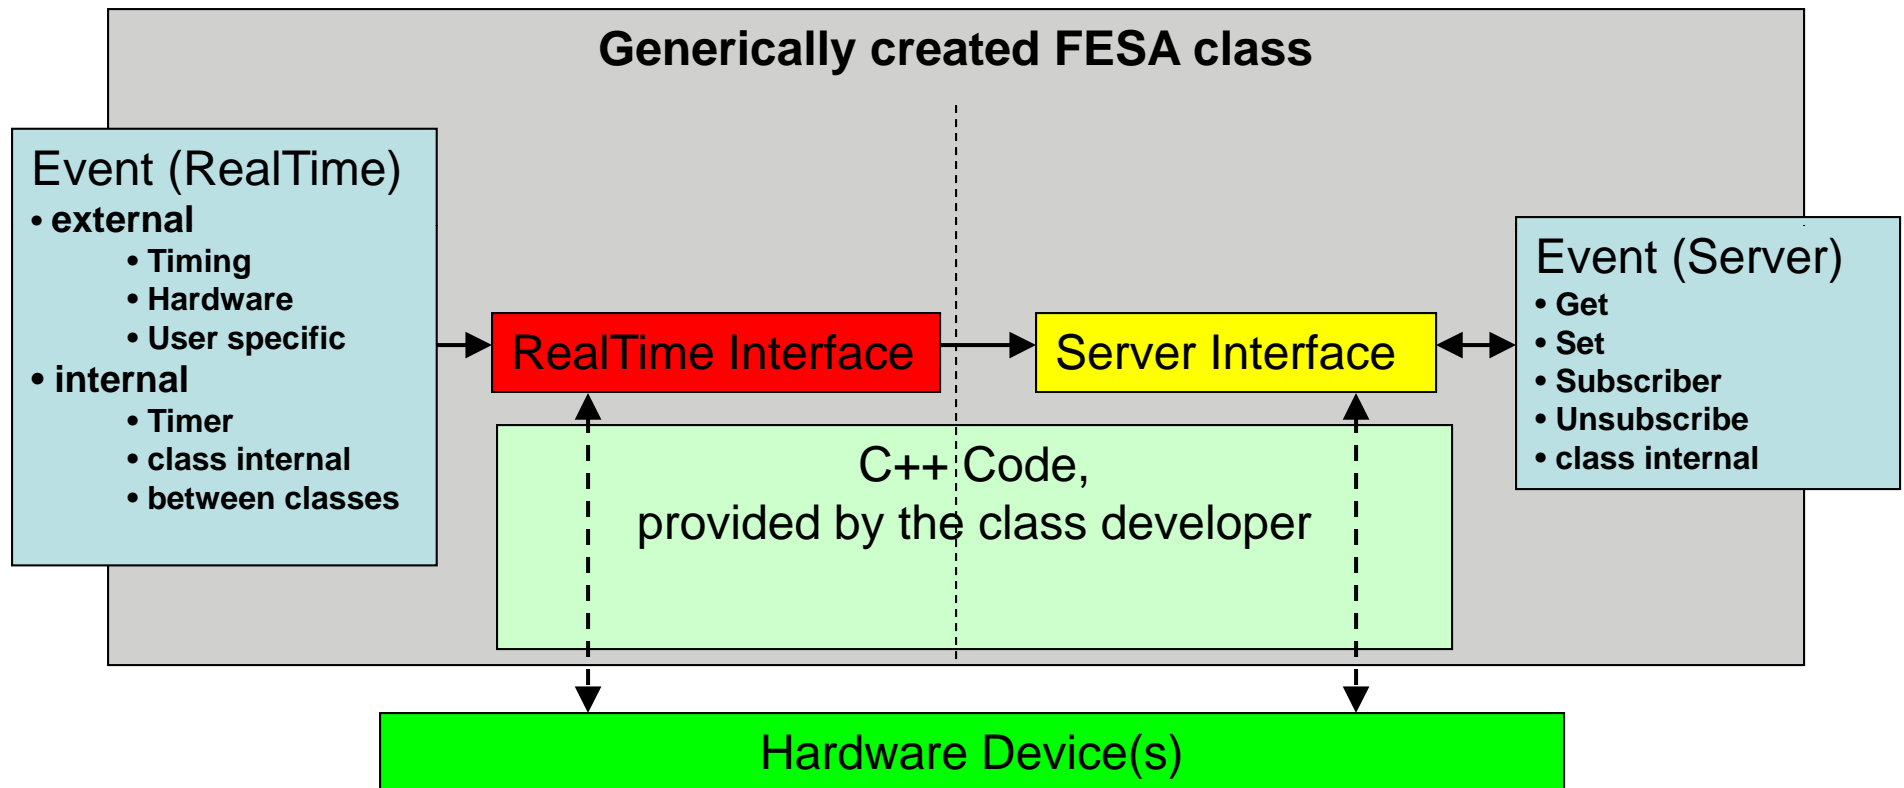 Generically created FESA class
Event (RealTime)
• external
• Timing
• Hardware
• User specific
• internal
• Timer
• class internal
• between classes
RealTime Interface
Server Interface
Event (Server)
• Get
• Set
• Subscriber
• Unsubscribe
• class internal
C++ Code,
provided by the class developer
Hardware Device(s)